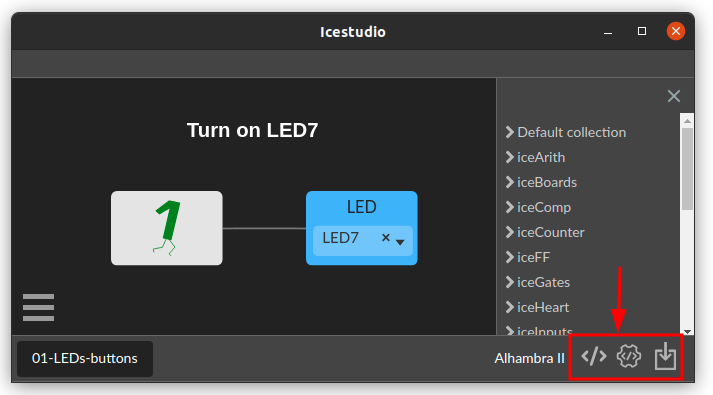 Icestudio
Turn on LED7
1
LED
LED7
Default collection
iceArith
iceBoards
iceComp
iceCounter
iceFF
iceGates
iceHeart
iceInputs
01-LEDs-buttons
Alhambra II